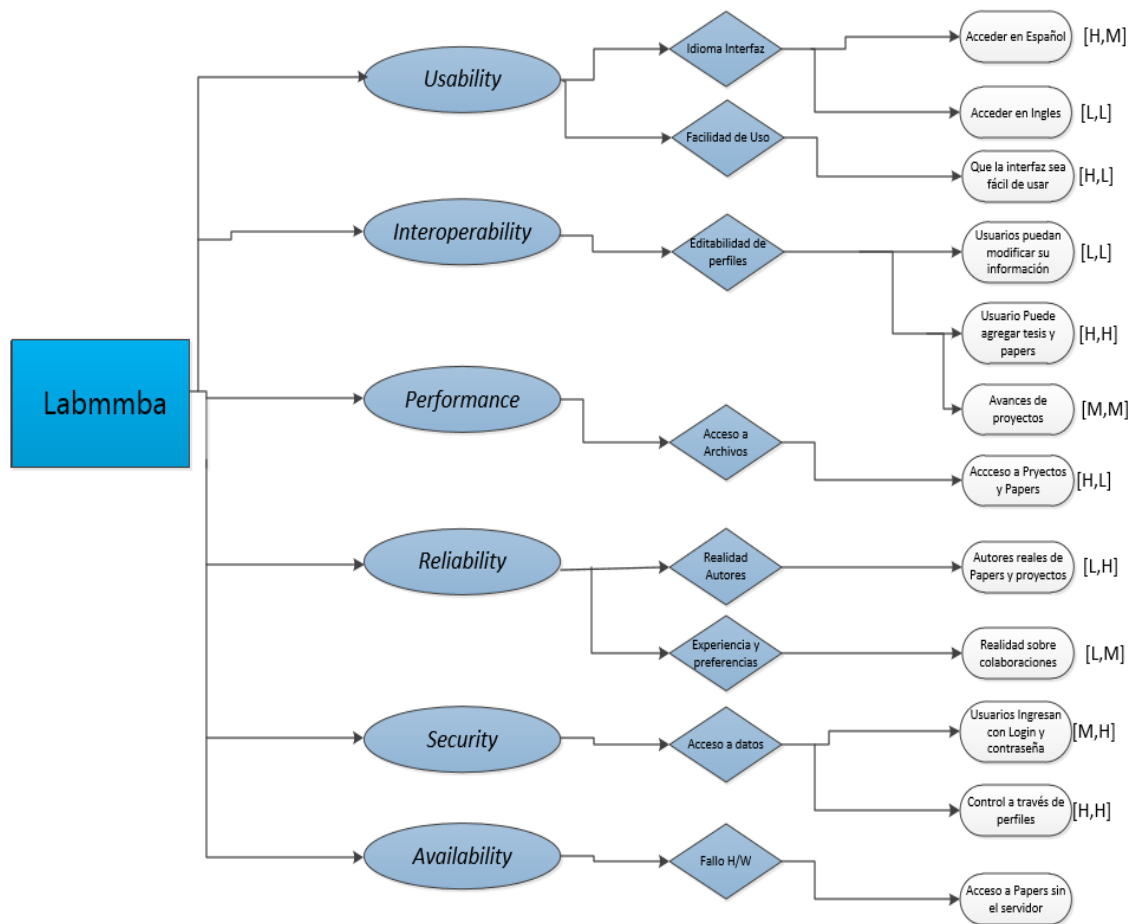 Usability
Idioma Interfaz
Acceder en Español
[H,M]
Acceder en Ingles
[L,L]
Facilidad de Uso
Que la interfaz sea
fácil de usar
[H,L]
Interoperability
Editabilidad de
perfiles
Usuarios puedan
modificar su
información
[L,L]
Usuario Puede
agregar tesis y
papers
[H,H]
Labmmba
Performance
Avances de
proyectos
[M,M]
Acceso a
Archivos
Accceso a Pryectos
y Papers
[H,L]
Reliability
Realidad
Autores
Autores reales de
Papers y proyectos
[L,H]
Experiencia y
preferencias
Realidad sobre
colaboraciones
[L,M]
Security
Acceso a datos
Usuarios Ingresan
con Login y
contraseña
[M,H]
Control a través de
perfiles
[H,H]
Availability
Fallo H/W
Acceso a Papers sin
el servidor